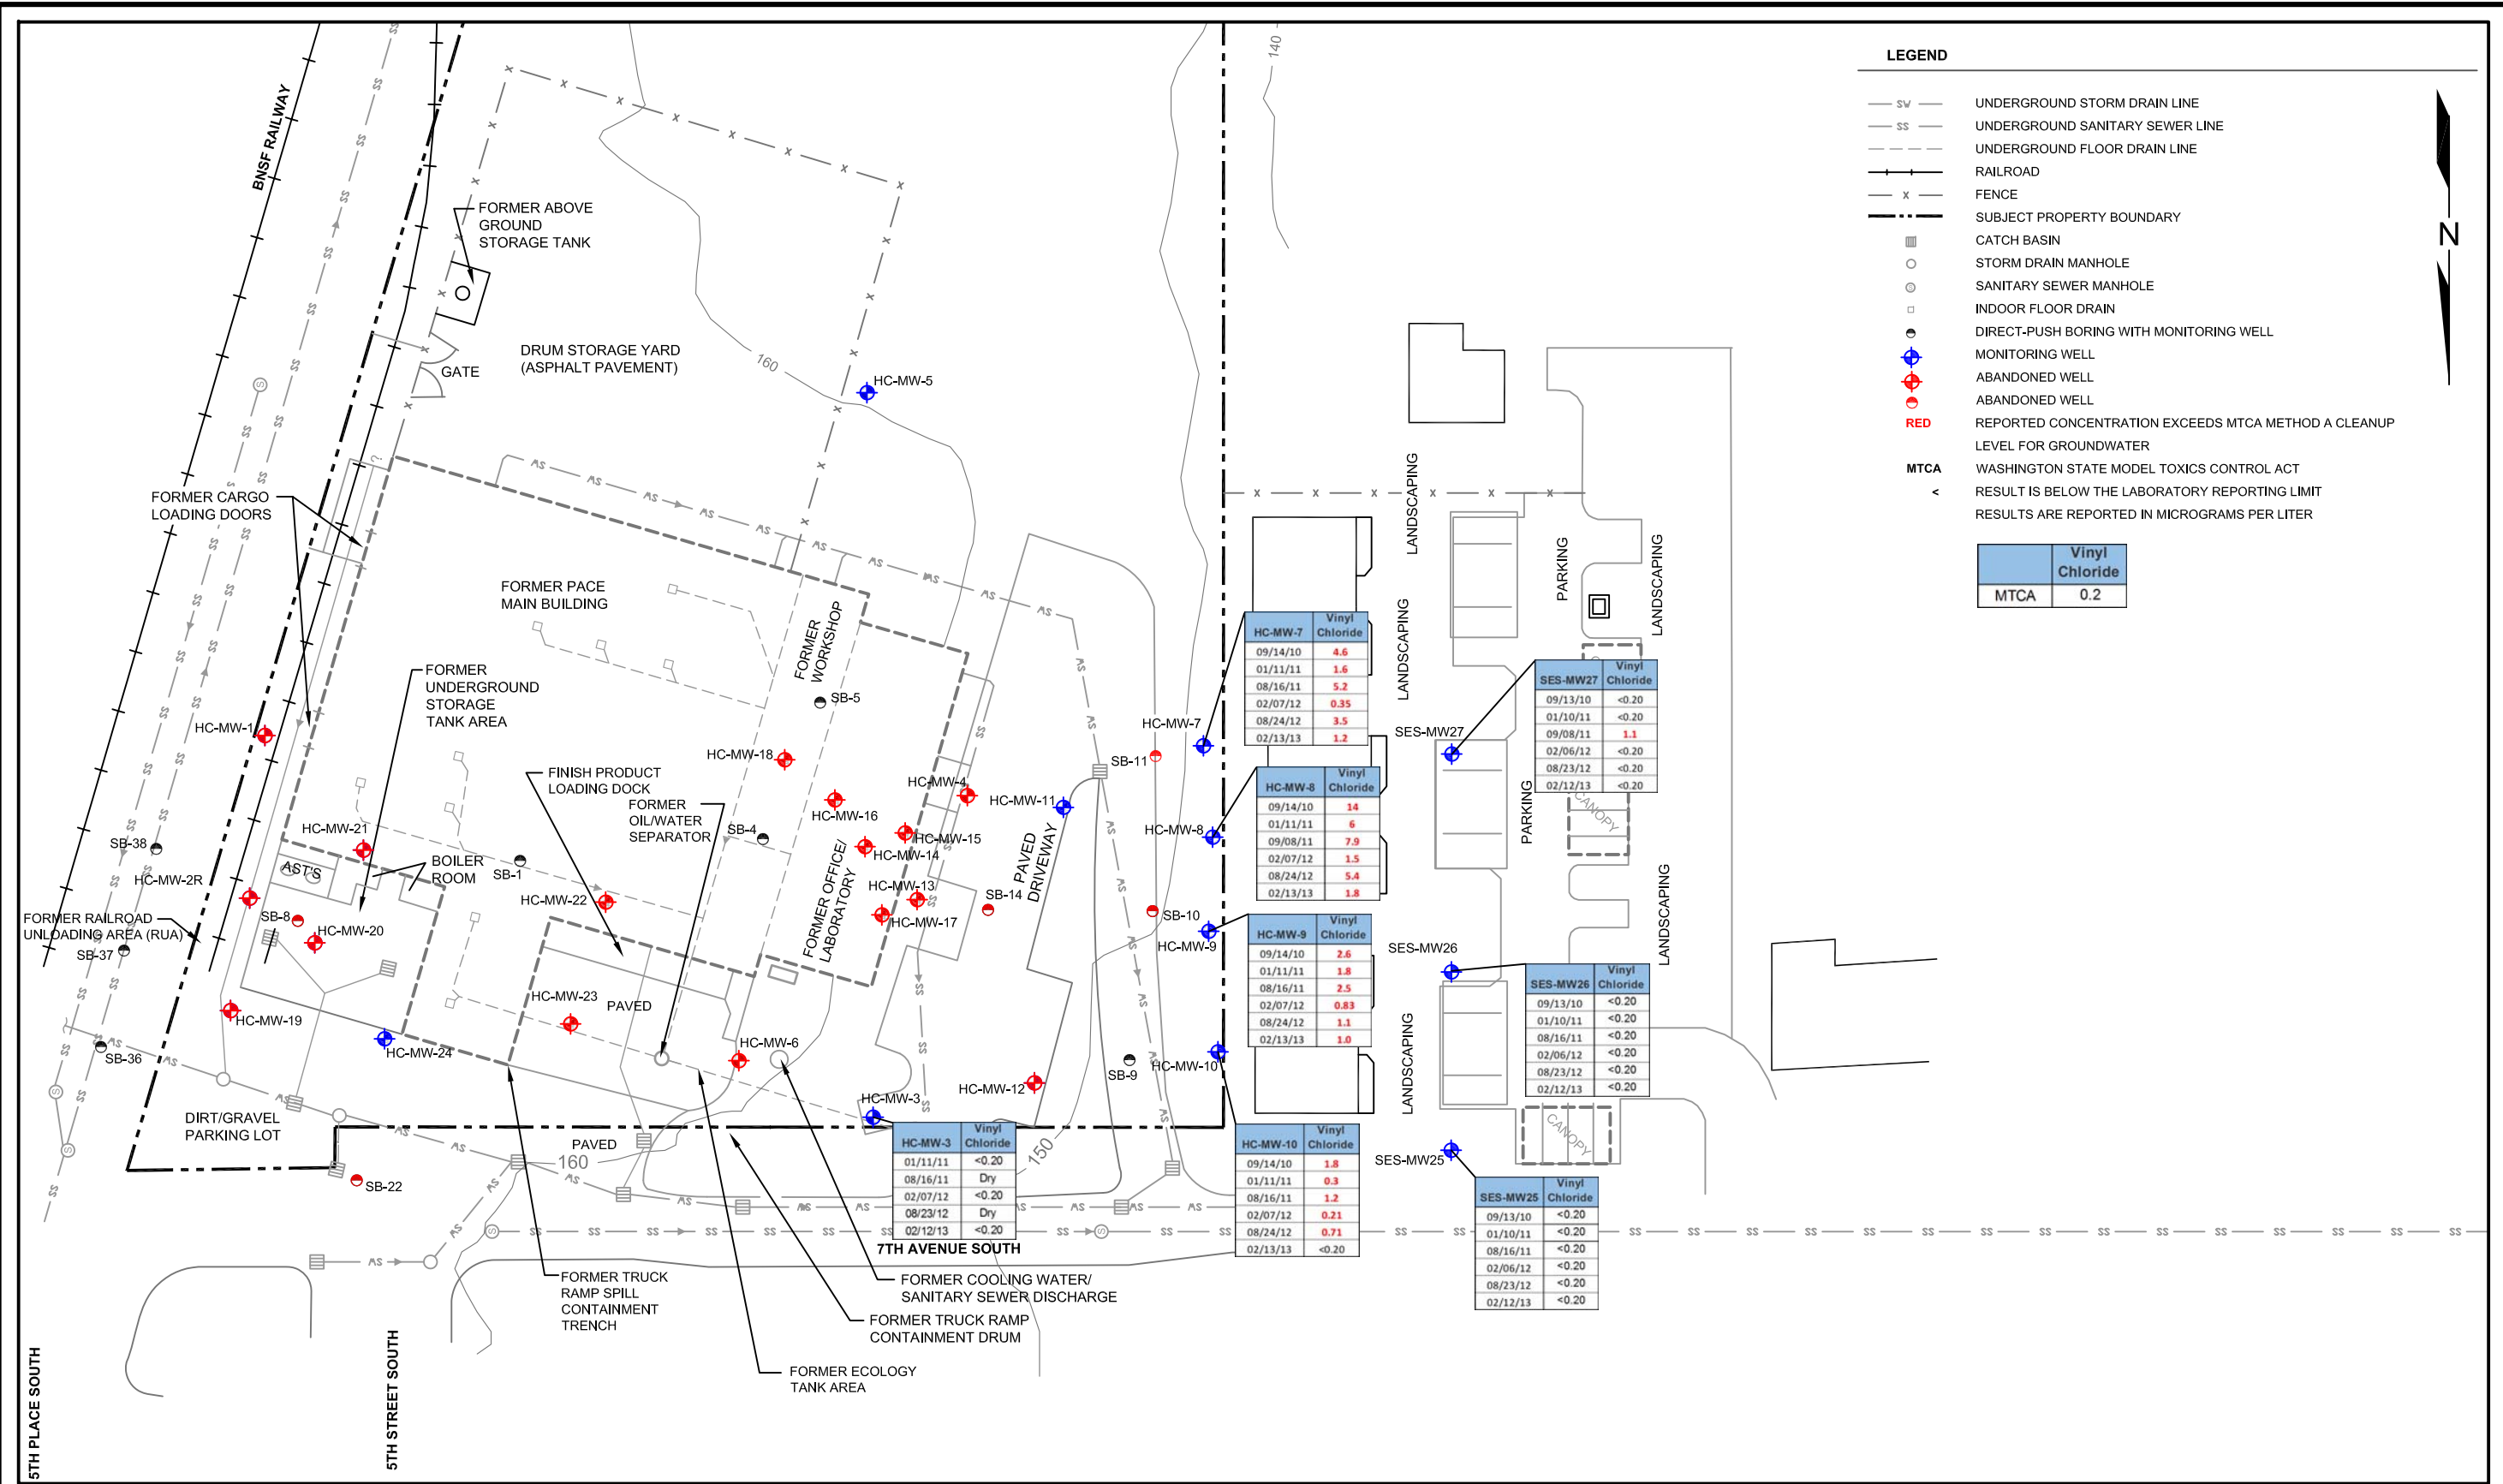 LEGEND
SW UNDERGROUND STORM DRAIN LINE
SS UNDERGROUND SANITARY SEWER LINE
UNDERGROUND FLOOR DRAIN LINE
RAILROAD
X FENCE
SUBJECT PROPERTY BOUNDARY
CATCH BASIN
STORM DRAIN MANHOLE
S SANITARY SEWER MANHOLE
INDOOR FLOOR DRAIN
DIRECT-PUSH BORING WITH MONITORING WELL
MONITORING WELL
ABANDONED WELL
ABANDONED WELL
RED REPORTED CONCENTRATION EXCEEDS MTCA METHOD A CLEANUP
LEVEL FOR GROUNDWATER
MTCA WASHINGTON STATE MODEL TOXICS CONTROL ACT
< RESULT IS BELOW THE LABORATORY REPORTING LIMIT
RESULTS ARE REPORTED IN MICROGRAMS PER LITER
Vinyl
Chloride
MTCA 0.2
N
BNSF RAILWAY
140
FORMER ABOVE
GROUND
STORAGE TANK
DRUM STORAGE YARD
(ASPHALT PAVEMENT)
GATE
160
HC-MW-5
FORMER CARGO
LOADING DOORS
FORMER PACE
MAIN BUILDING
FORMER
WORKSHOP
SB-5
FORMER
UNDERGROUND
STORAGE
TANK AREA
HC-MW-1
HC-MW-18
FINISH PRODUCT
LOADING DOCK
FORMER
OIL/WATER
SEPARATOR
HC-MW-4
HC-MW-11
HC-MW-16
HC-MW-15
HC-MW-14
SB-4
HC-MW-21
SB-38
AST'S
BOILER
ROOM
SB-1
HC-MW-2R
HC-MW-22
FORMER OFFICE/
LABORATORY
HC-MW-13
HC-MW-17
SB-14
PAVED
DRIVEWAY
SB-8
HC-MW-20
FORMER RAILROAD
UNLOADING AREA (RUA)
SB-37
HC-MW-19
SB-36
HC-MW-24
HC-MW-23
PAVED
HC-MW-6
HC-MW-12
HC-MW-3
SB-9
HC-MW-10
SB-11
HC-MW-7
HC-MW-8
SB-10
HC-MW-9
DIRT/GRAVEL
PARKING LOT
PAVED
160
150
SB-22
LANDSCAPING
LANDSCAPING
LANDSCAPING
PARKING
PARKING
LANDSCAPING
LANDSCAPING
CANOPY
CANOPY
SES-MW27
SES-MW26
SES-MW25
HC-MW-7 Vinyl Chloride
09/14/10 4.6
01/11/11 1.6
08/16/11 5.2
02/07/12 0.35
08/24/12 3.5
02/13/13 1.2
HC-MW-8 Vinyl Chloride
09/14/10 14
01/11/11 6
09/08/11 7.9
02/07/12 1.5
08/24/12 5.4
02/13/13 1.8
HC-MW-9 Vinyl Chloride
09/14/10 2.6
01/11/11 1.8
08/16/11 2.5
02/07/12 0.83
08/24/12 1.1
02/13/13 1.0
HC-MW-10 Vinyl Chloride
09/14/10 1.8
01/11/11 0.3
08/16/11 1.2
02/07/12 0.21
08/24/12 0.71
02/13/13 <0.20
HC-MW-3 Vinyl Chloride
01/11/11 <0.20
08/16/11 Dry
02/07/12 <0.20
08/23/12 Dry
02/12/13 <0.20
SES-MW27 Vinyl Chloride
09/13/10 <0.20
01/10/11 <0.20
09/08/11 1.1
02/06/12 <0.20
08/23/12 <0.20
02/12/13 <0.20
SES-MW26 Vinyl Chloride
09/13/10 <0.20
01/10/11 <0.20
08/16/11 <0.20
02/06/12 <0.20
08/23/12 <0.20
02/12/13 <0.20
SES-MW25 Vinyl Chloride
09/13/10 <0.20
01/10/11 <0.20
08/16/11 <0.20
02/06/12 <0.20
08/23/12 <0.20
02/12/13 <0.20
7TH AVENUE SOUTH
FORMER COOLING WATER/
SANITARY SEWER DISCHARGE
FORMER TRUCK RAMP
CONTAINMENT DRUM
FORMER TRUCK
RAMP SPILL
CONTAINMENT
TRENCH
FORMER ECOLOGY
TANK AREA
5TH PLACE SOUTH
5TH STREET SOUTH